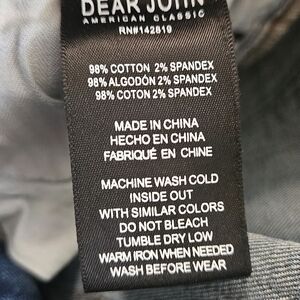 DEAR JOHN
AMERICAN CLASSIC
RN#142819
98% COTTON 2% SPANDEX
98% ALGODÓN 2% SPANDEX
98% COTON 2% SPANDEX
MADE IN CHINA
HECHO EN CHINA
FABRIQUÉ EN CHINE
MACHINE WASH COLD
INSIDE OUT
WITH SIMILAR COLORS
DO NOT BLEACH
TUMBLE DRY LOW
WARM IRON WHEN NEEDED
WASH BEFORE WEAR